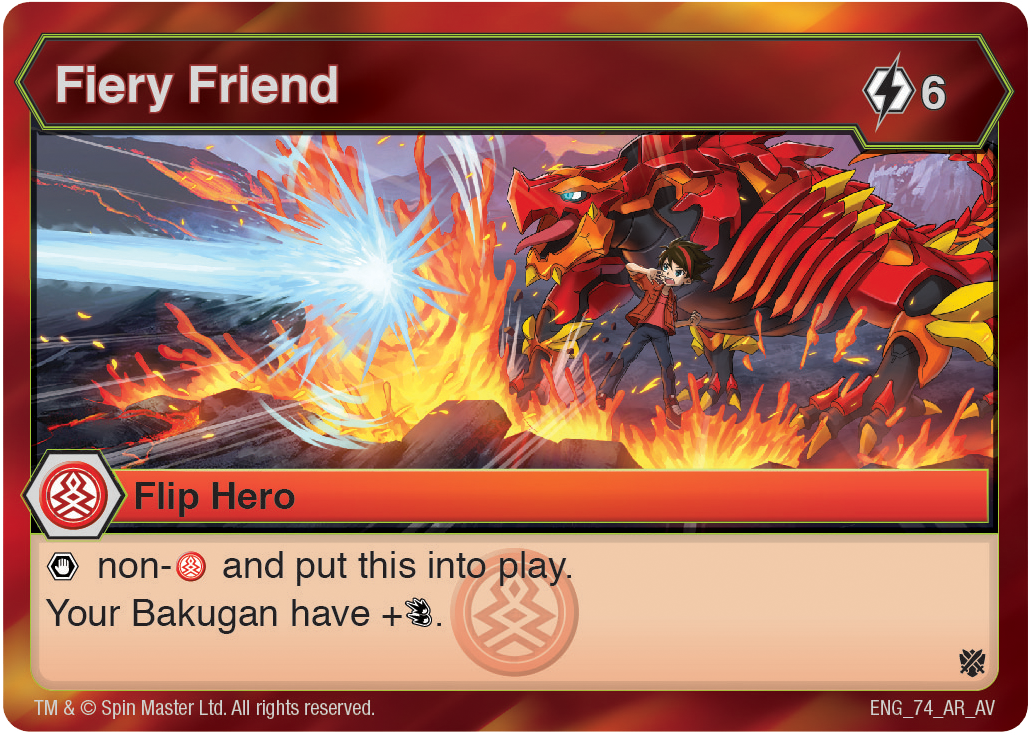 Fiery Friend
6
Flip Hero
non- and put this into play.
Your Bakugan have +.
TM & © Spin Master Ltd. All rights reserved.
ENG_74_AR_AV